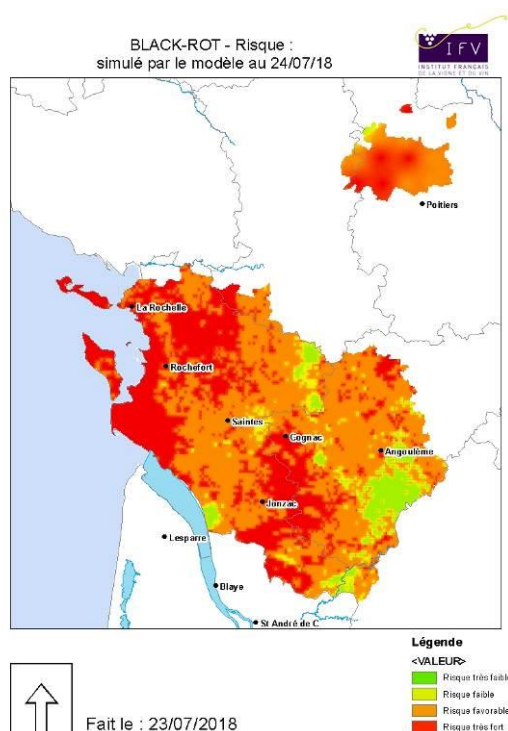 BLACK-ROT - Risque :
simulé par le modèle au 24/07/18
IFV
INSTITUT FRANÇAIS
DE LA VIGNE ET DU VIN
Poitiers
La Rochelle
Rochefort
Saintes
Cognac
Angoulême
Jonzac
Lesparre
Blaye
St André de C
Légende
<VALEUR>
Risque très faible
Risque faible
Risque favorable
Risque très fort
Fait le : 23/07/2018